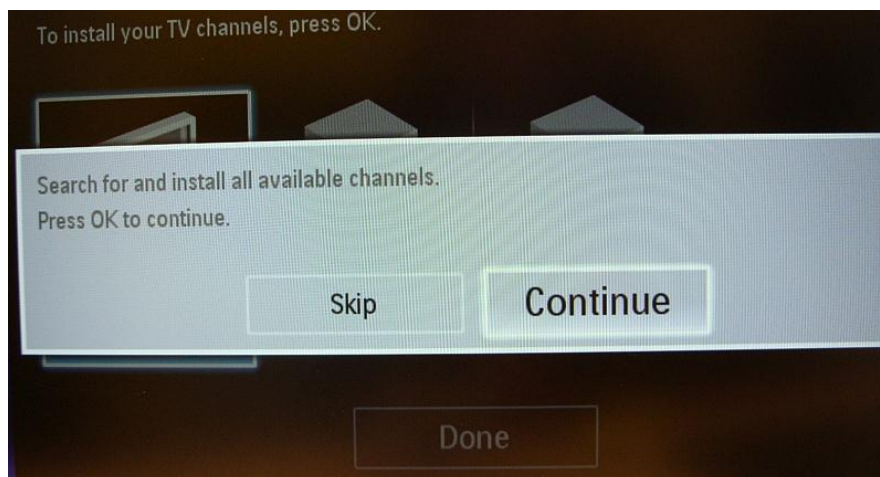 To install your TV channels, press OK.
Search for and install all available channels.
Press OK to continue.
Skip
Continue
Done